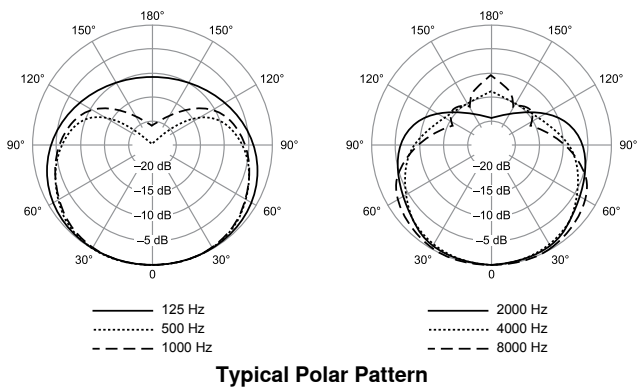 180°
150° 150°
120° 120°
90° 90°
60° 60°
30° 30°
0
–20 dB
–15 dB
–10 dB
–5 dB
125 Hz
500 Hz
1000 Hz
180°
150° 150°
120° 120°
90° 90°
60° 60°
30° 30°
0
–20 dB
–15 dB
–10 dB
–5 dB
2000 Hz
4000 Hz
8000 Hz
Typical Polar Pattern